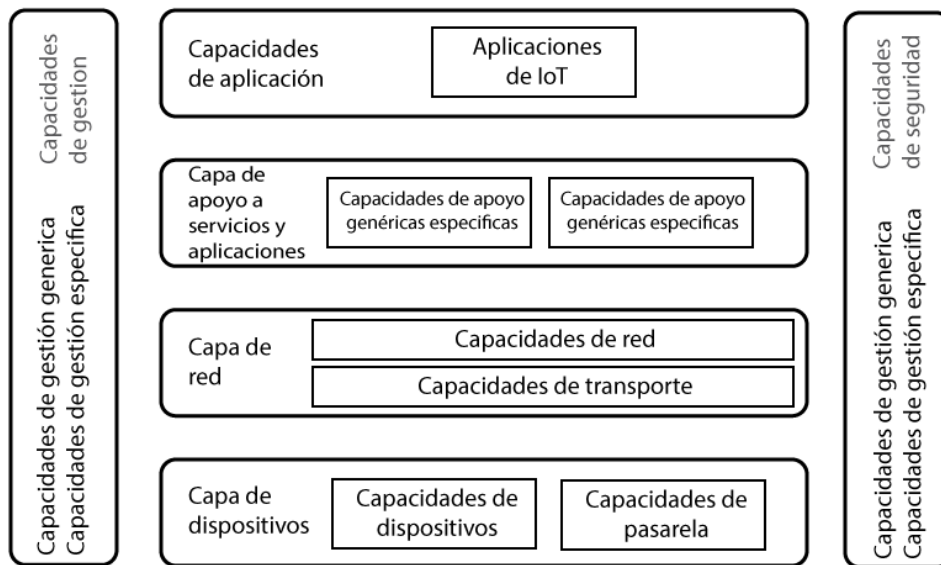 Capacidades
de gestion
Capacidades de gestión generica
Capacidades de gestión especifica
Capacidades
de aplicación
Aplicaciones
de IoT
Capa de
apoyo a
servicios y
aplicaciones
Capacidades de apoyo
genéricas especificas
Capacidades de apoyo
genéricas especificas
Capa de
red
Capacidades de red
Capacidades de transporte
Capa de
dispositivos
Capacidades de
dispositivos
Capacidades de
pasarela
Capacidades
de seguridad
Capacidades de gestión generica
Capacidades de gestión especifica